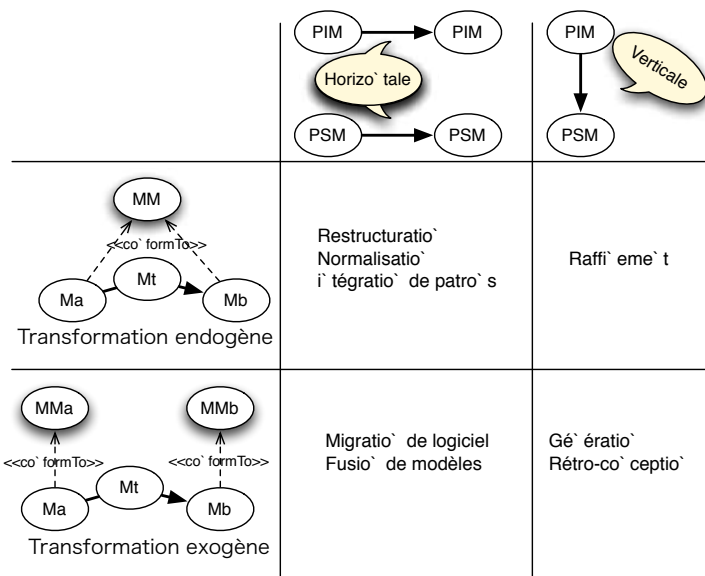 PIM PIM PIM
Horizo` tale Verticale
PSM PSM PSM
MM
<<co` formTo>>
Mt
Ma Mb
Transformation endogène
Restructuratio`
Normalisatio`
i` tégratio` de patro` s
Raffi` eme` t
MMa MMb
<<co` formTo>> <<co` formTo>>
Mt
Ma Mb
Transformation exogène
Migratio` de logiciel
Fusio` de modèles
Gé` ératio`
Rétro-co` ceptio`